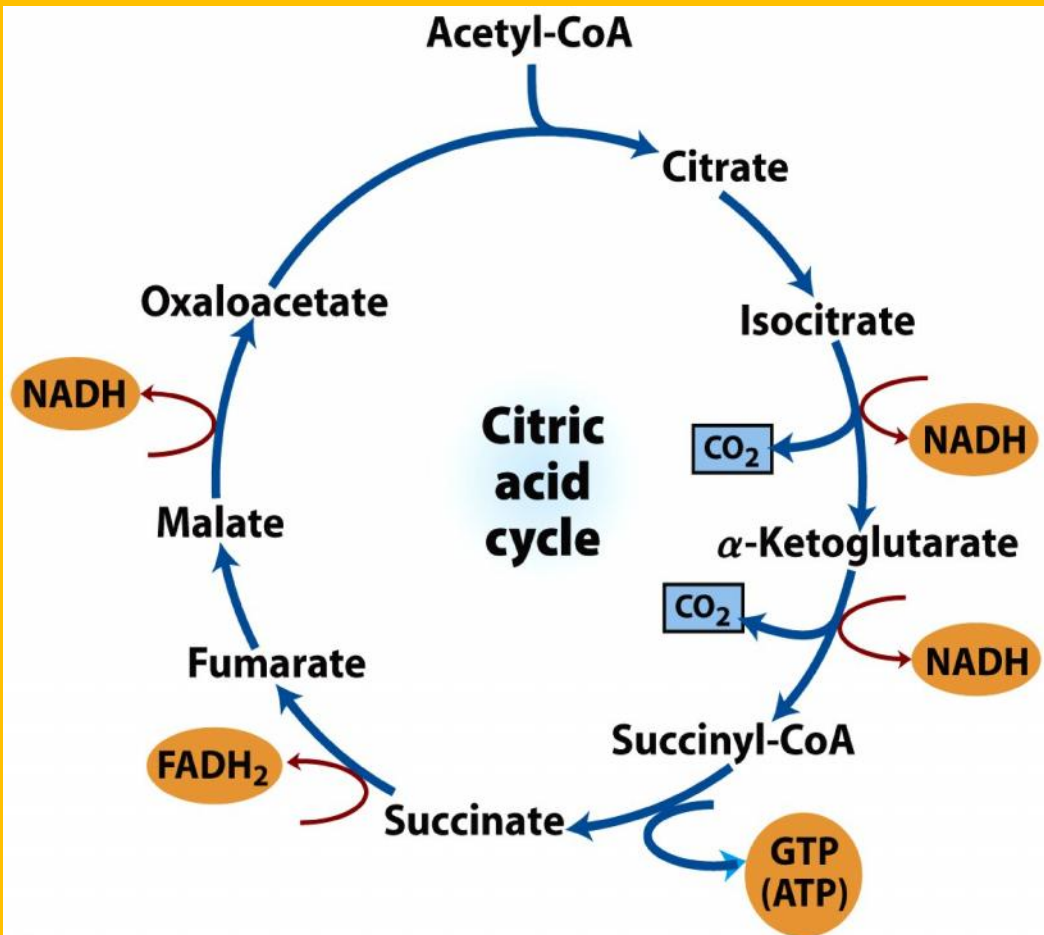 Acetyl-CoA
Citrate
Isocitrate
NADH
CO₂
α-Ketoglutarate
CO₂
NADH
Succinyl-CoA
GTP
(ATP)
Succinate
FADH₂
Fumarate
Malate
NADH
Oxaloacetate
Citric
acid
cycle